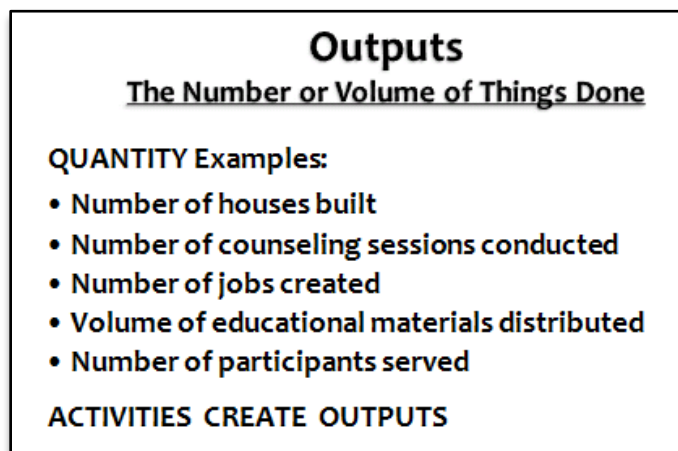 Outputs
The Number or Volume of Things Done
QUANTITY Examples:
• Number of houses built
• Number of counseling sessions conducted
• Number of jobs created
• Volume of educational materials distributed
• Number of participants served
ACTIVITIES CREATE OUTPUTS